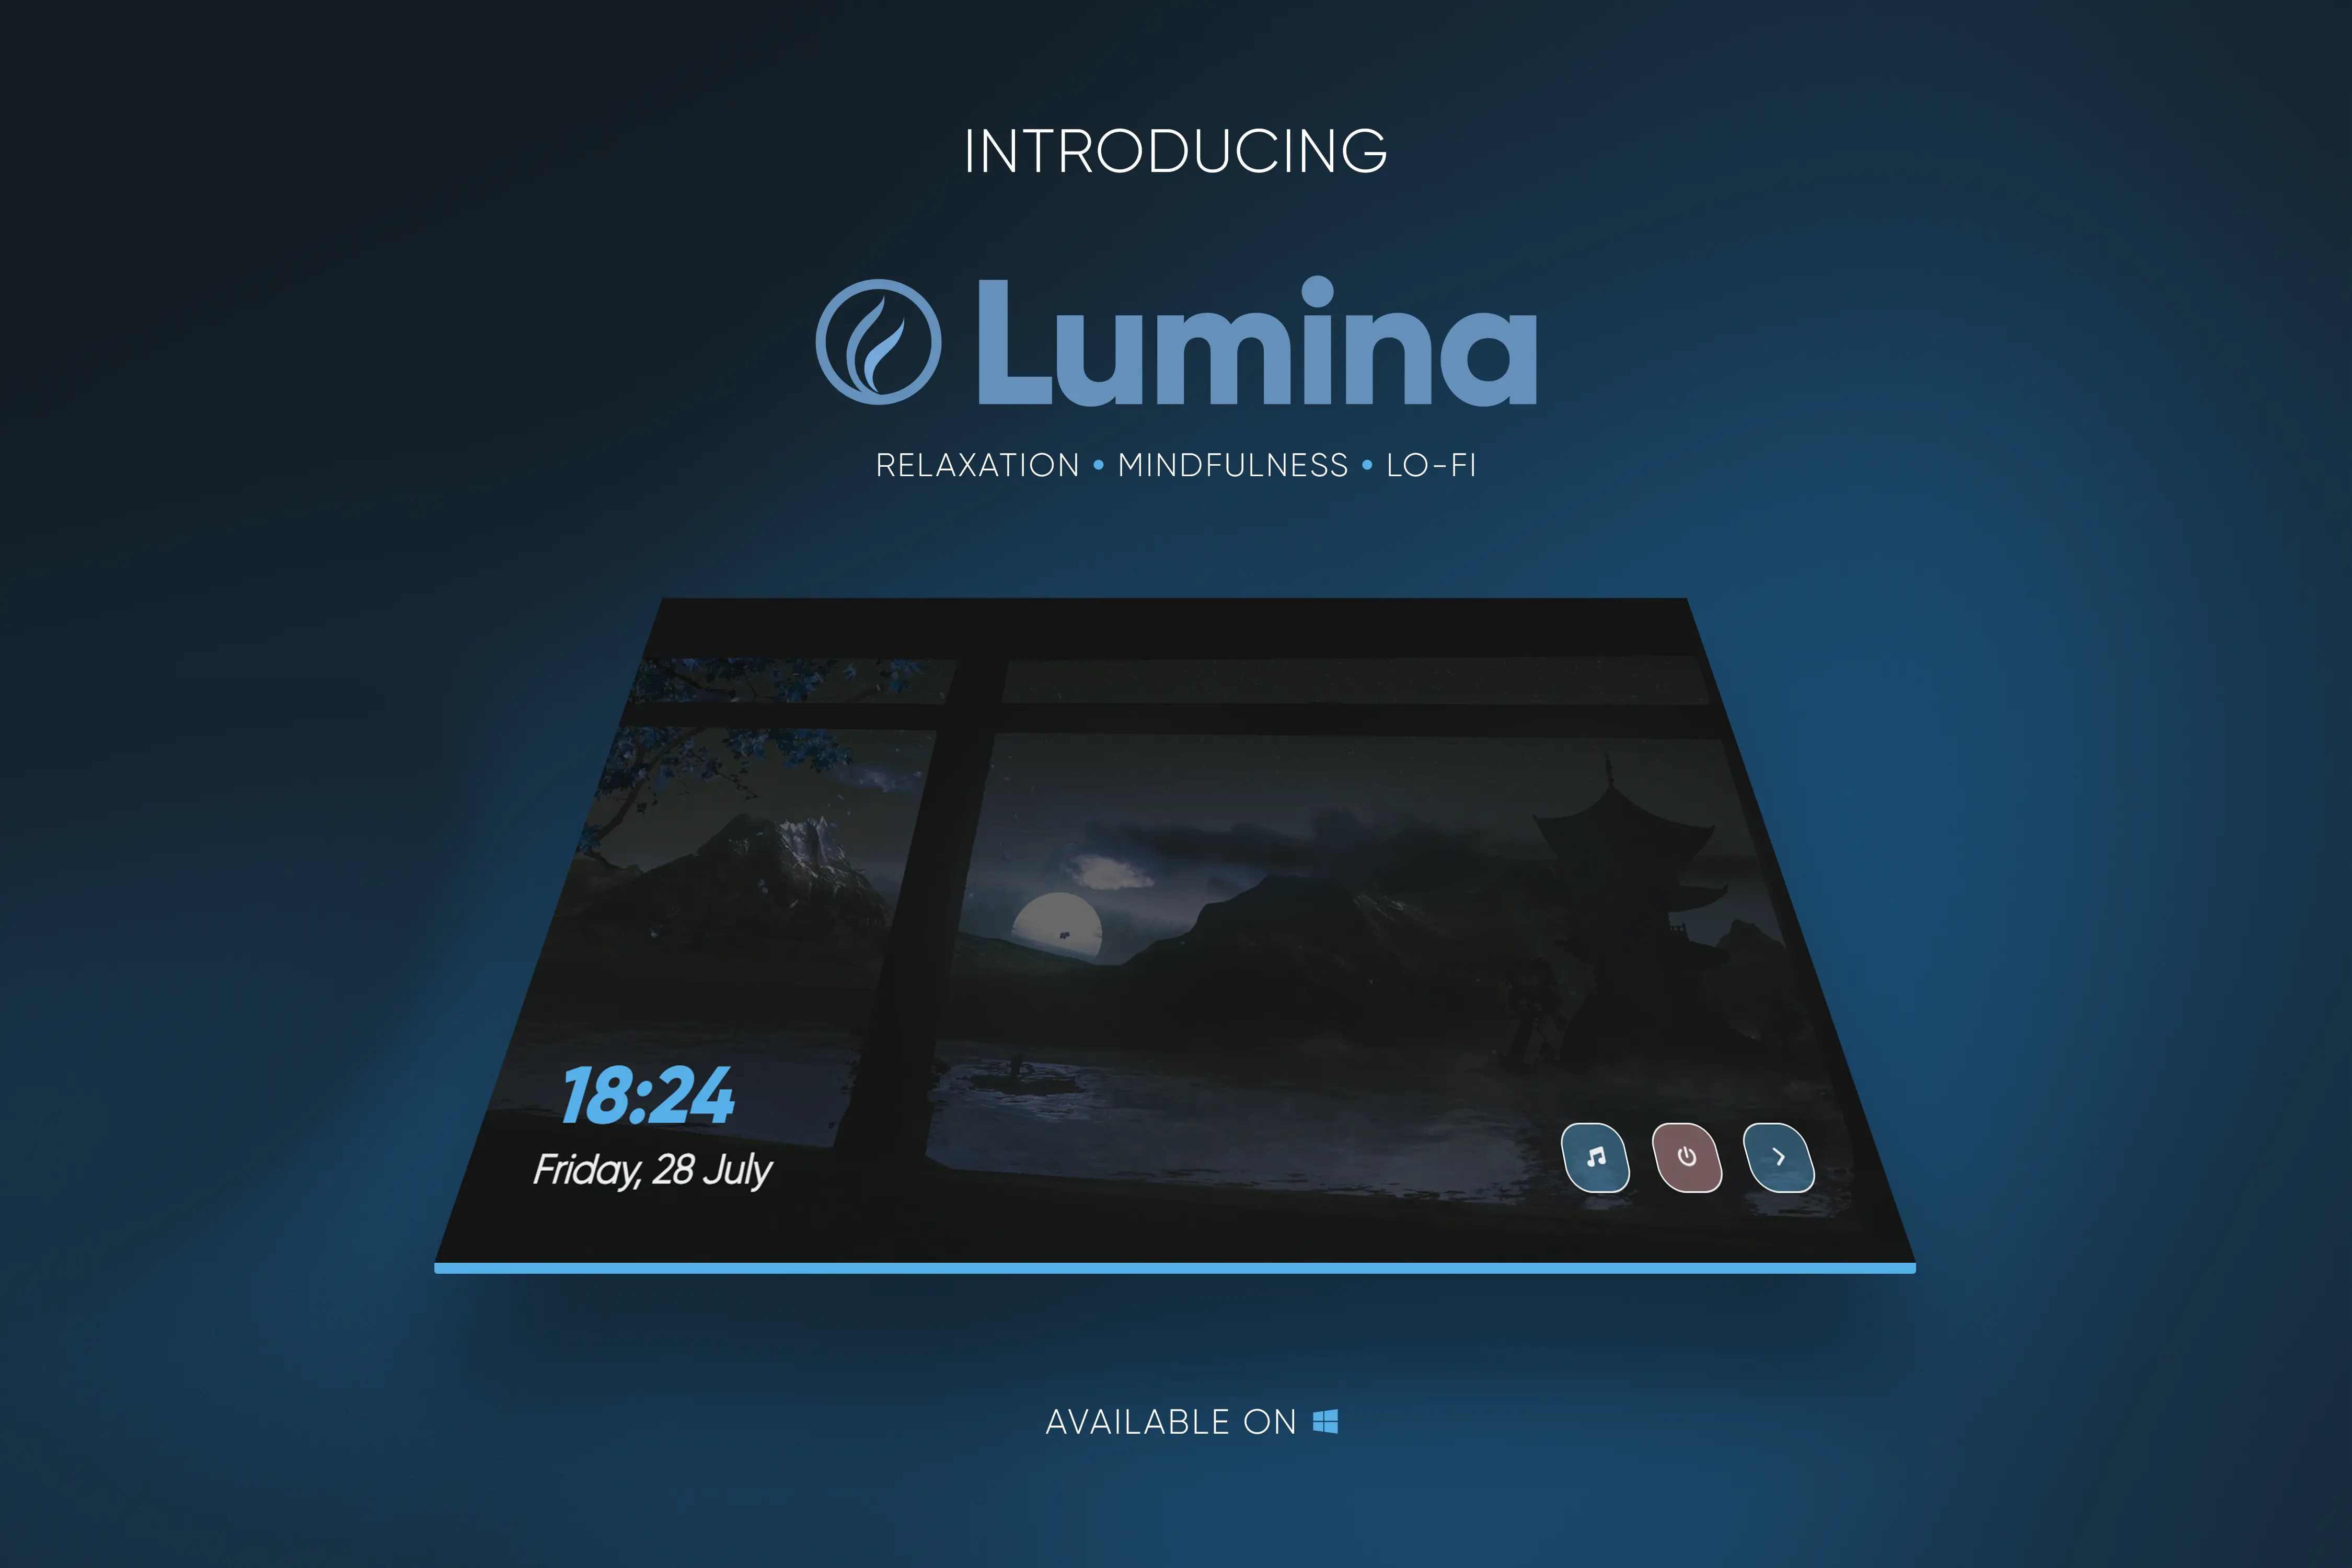 INTRODUCING
Lumina
RELAXATION • MINDFULNESS • LO-FI
18:24
Friday, 28 July
AVAILABLE ON